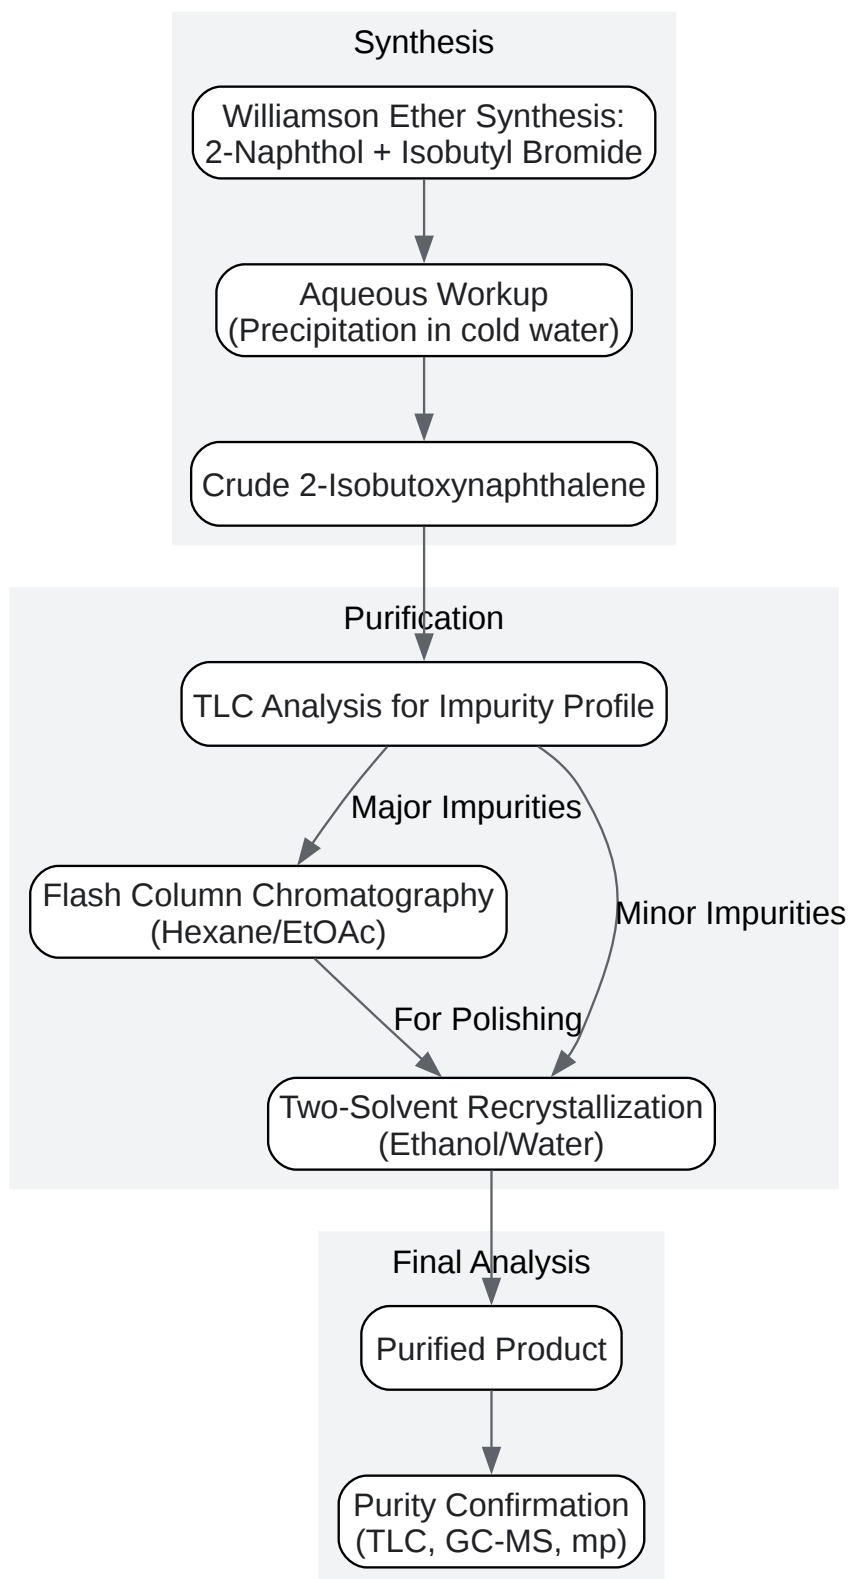 Synthesis
Williamson Ether Synthesis:
2-Naphthol + Isobutyl Bromide
Aqueous Workup
(Precipitation in cold water)
Crude 2-Isobutoxynaphthalene
Purification
TLC Analysis for Impurity Profile
Major Impurities
Flash Column Chromatography
(Hexane/EtOAc)
Minor Impurities
For Polishing
Two-Solvent Recrystallization
(Ethanol/Water)
Final Analysis
Purified Product
Purity Confirmation
(TLC, GC-MS, mp)